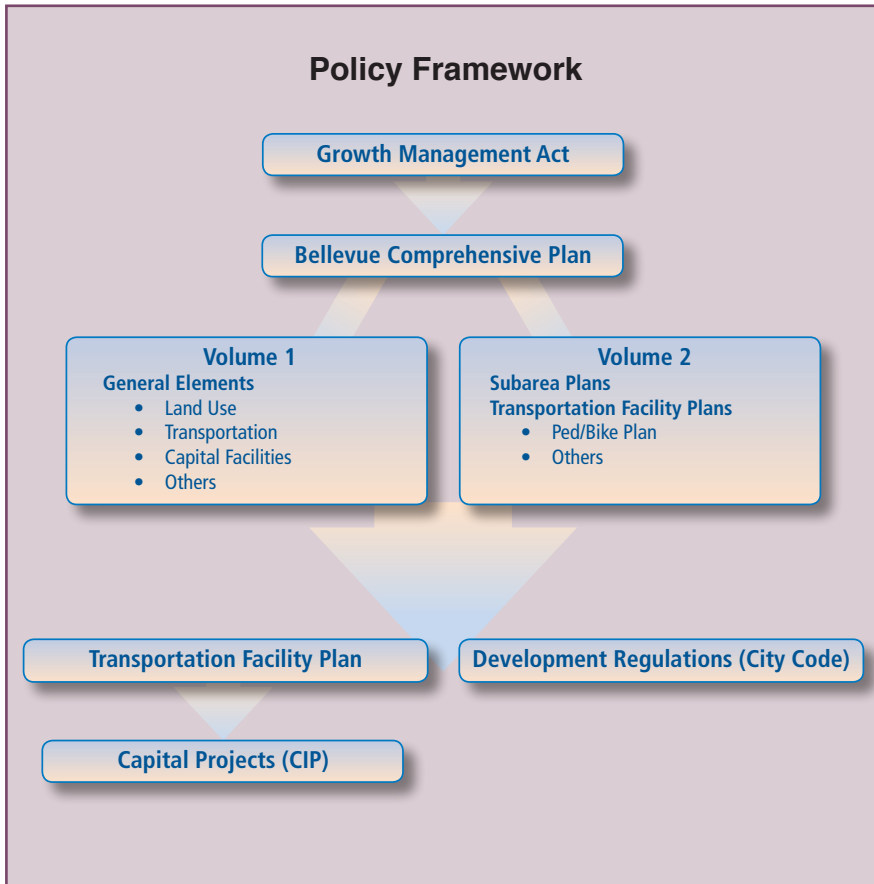 Policy Framework
Growth Management Act
Bellevue Comprehensive Plan
Volume 1
General Elements
• Land Use
• Transportation
• Capital Facilities
• Others
Volume 2
Subarea Plans
Transportation Facility Plans
• Ped/Bike Plan
• Others
Transportation Facility Plan
Development Regulations (City Code)
Capital Projects (CIP)